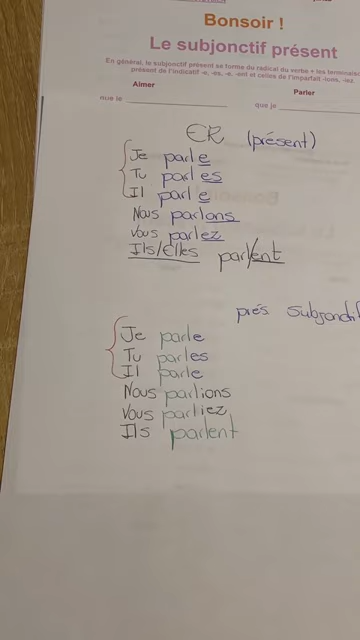 Bonsoir !
Le subjonctif présent
En général, le subjonctif présent se forme du radical du verbe + les terminaisons
présent de l'indicatif -e, -es, -e, -ent et celles de l'imparfait -ions, -iez.
Aimer Parler
que je
ER (présent)
Je parle
Tu parles
Il parle
Nous parlons
Vous parlez
Ils/Elles parlent
prés. subjonctif
Je parle
Tu parles
Il parle
Nous parlions
Vous parliez
Ils parlent